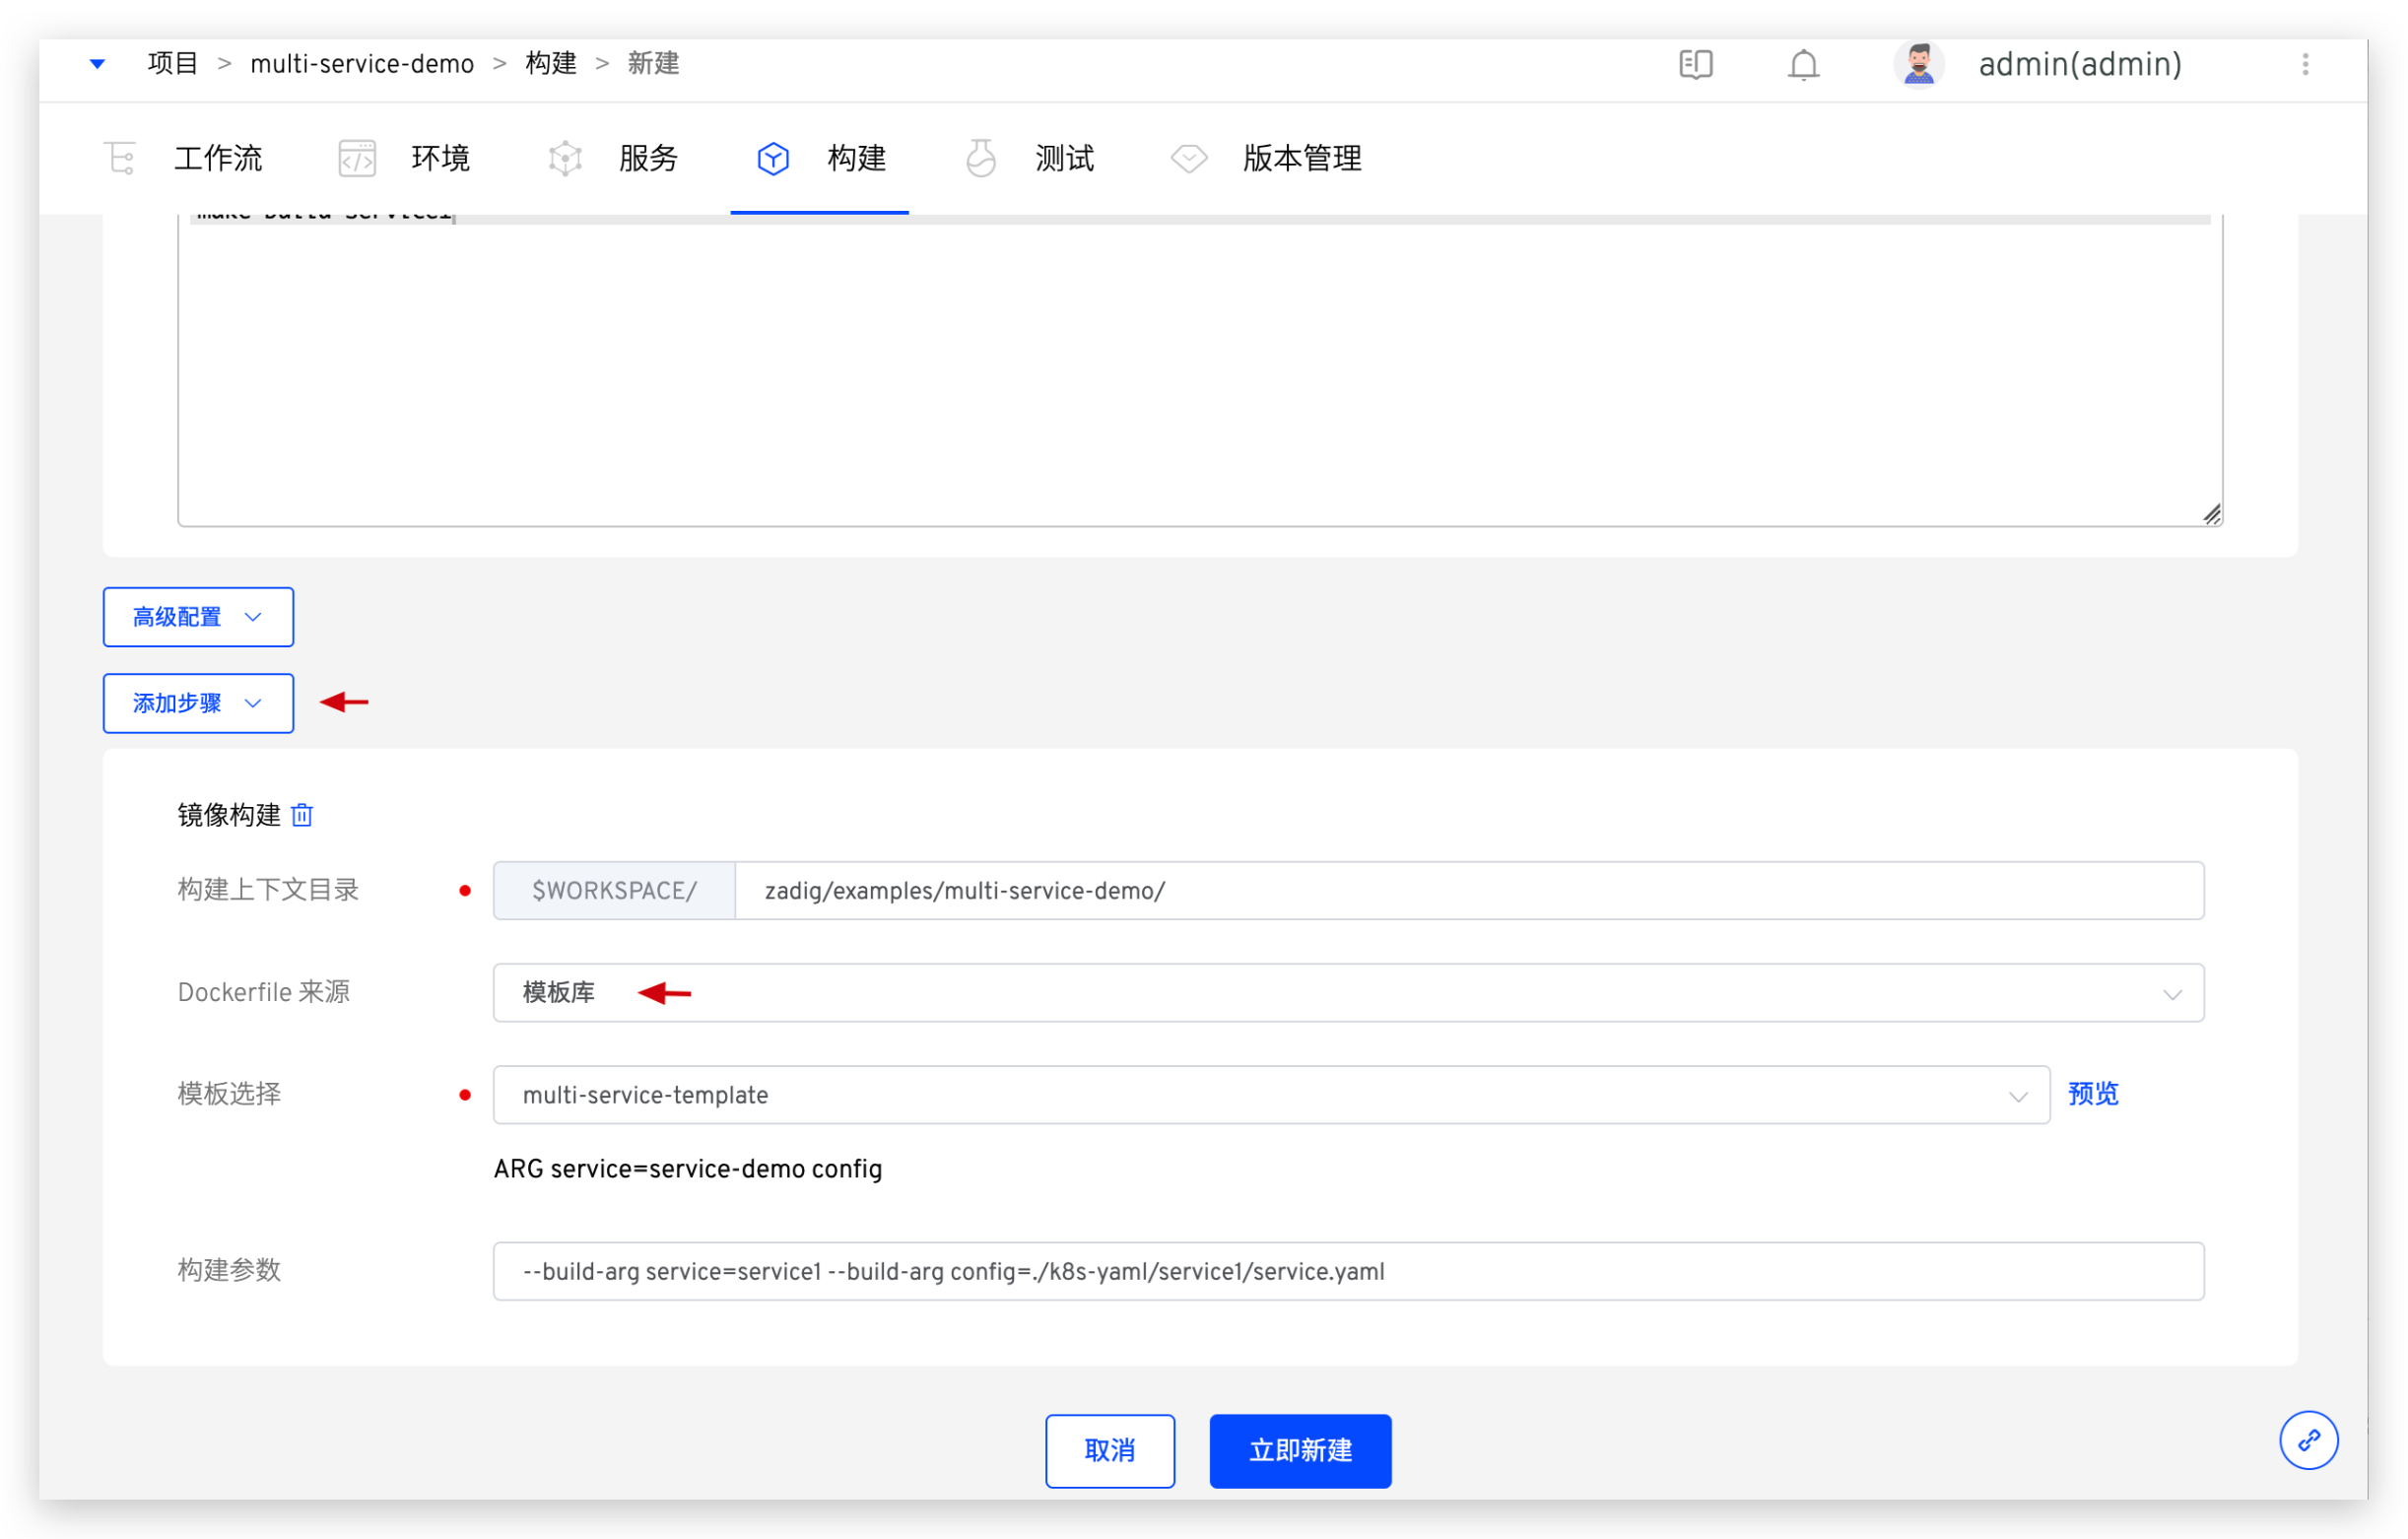 项目 > multi-service-demo > 构建 > 新建
admin(admin)
工作流 环境 服务 构建 测试 版本管理
make build-service1
高级配置
添加步骤
镜像构建
构建上下文目录 $WORKSPACE/ zadig/examples/multi-service-demo/
Dockerfile 来源 模板库
模板选择 multi-service-template 预览
ARG service=service-demo config
构建参数 --build-arg service=service1 --build-arg config=./k8s-yaml/service1/service.yaml
取消 立即新建